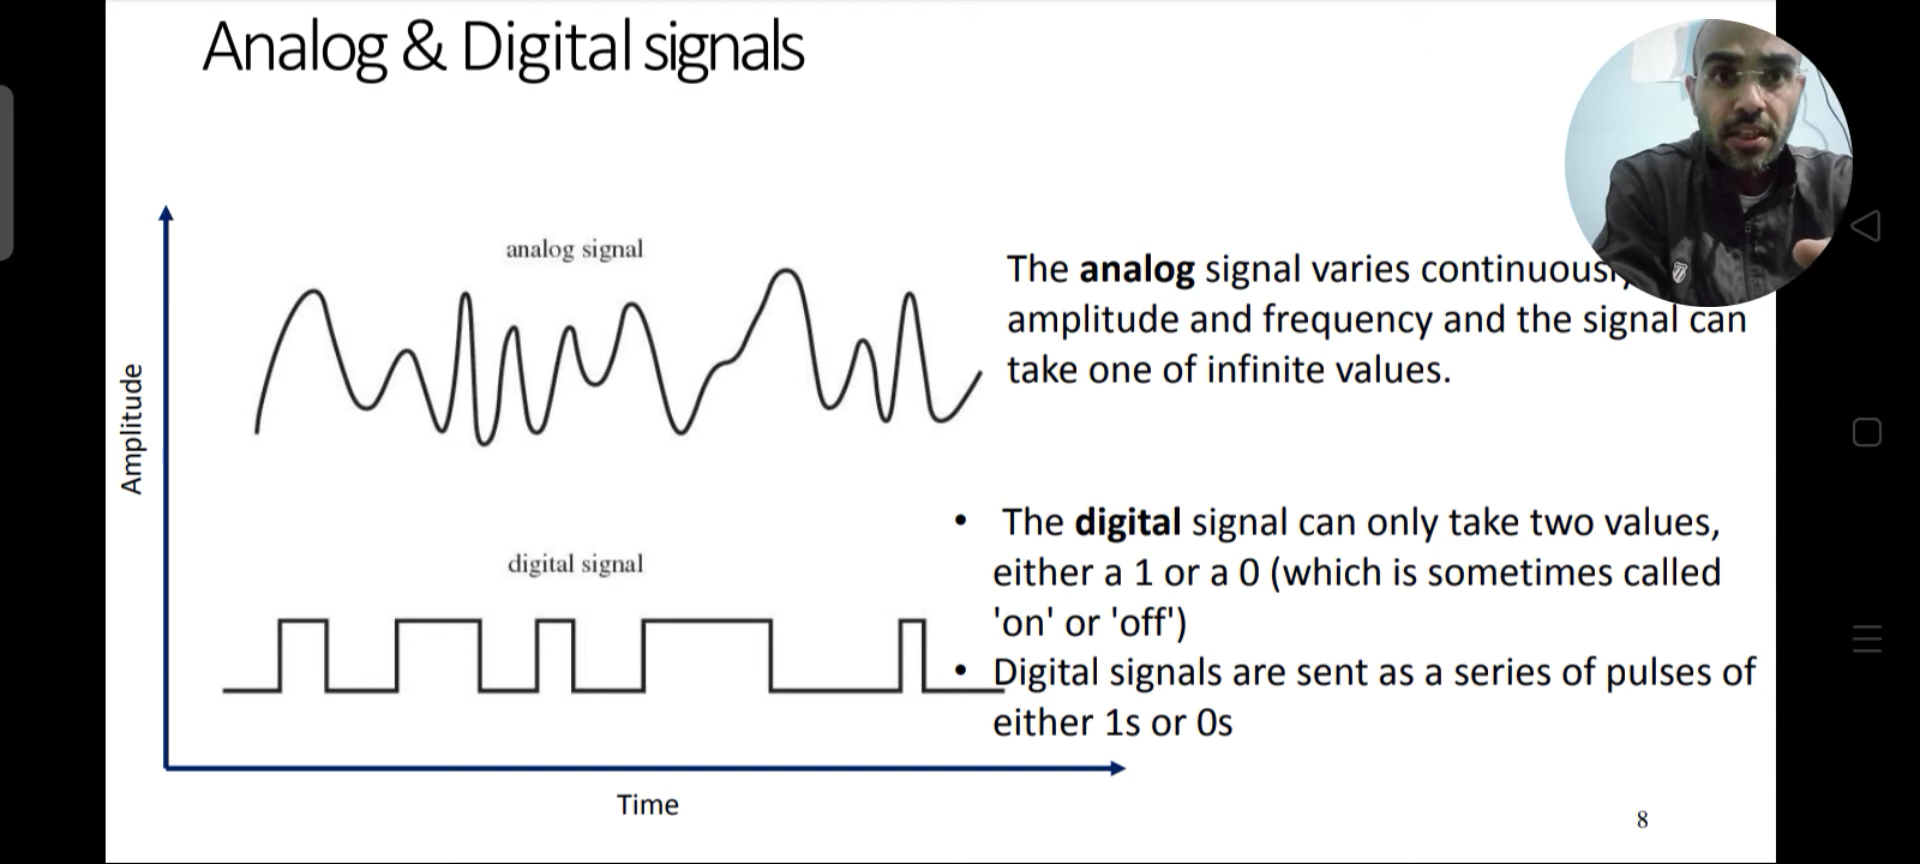 Analog & Digital signals
analog signal
The analog signal varies continuously
amplitude and frequency and the signal can
take one of infinite values.
Amplitude
digital signal
• The digital signal can only take two values,
either a 1 or a 0 (which is sometimes called
'on' or 'off')
• Digital signals are sent as a series of pulses of
either 1s or 0s
Time
8